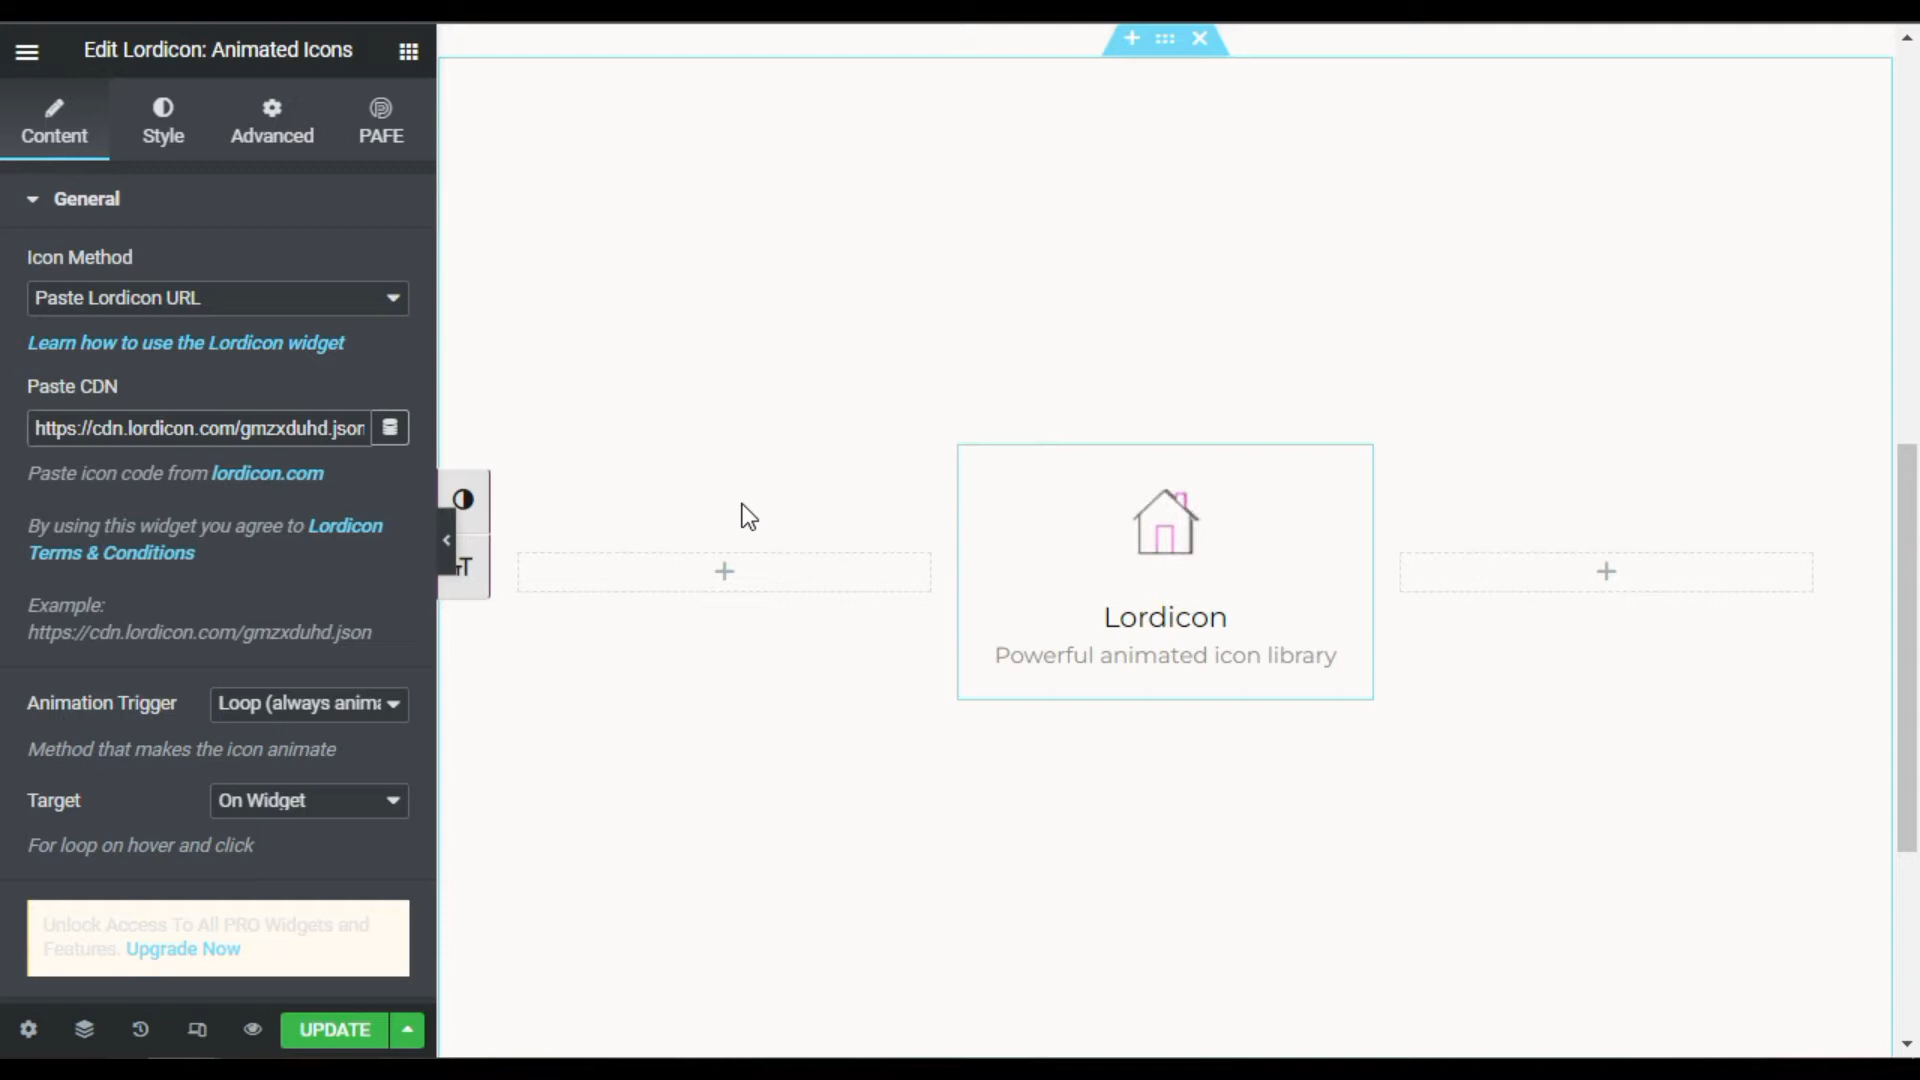 Edit Lordicon: Animated Icons
Content
Style
Advanced
PAFE
General
Icon Method
Paste Lordicon URL
Learn how to use the Lordicon widget
Paste CDN
https://cdn.lordicon.com/gmzxduhd.json
Paste icon code from lordicon.com
By using this widget you agree to Lordicon
Terms & Conditions
Example:
https://cdn.lordicon.com/gmzxduhd.json
Animation Trigger
Loop (always anima
Method that makes the icon animate
Target
On Widget
For loop on hover and click
Unlock Access To All PRO Widgets and
Features. Upgrade Now
UPDATE
TT
Lordicon
Powerful animated icon library